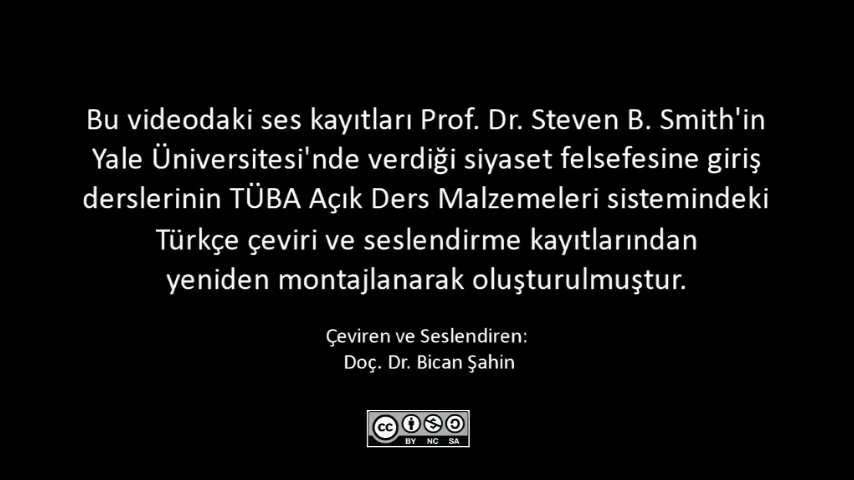 Bu videodaki ses kayıtları Prof. Dr. Steven B. Smith'in
Yale Üniversitesi'nde verdiği siyaset felsefesine giriş
derslerinin TÜBA Açık Ders Malzemeleri sistemindeki
Türkçe çeviri ve seslendirme kayıtlarından
yeniden montajlanarak oluşturulmuştur.
Çeviren ve Seslendiren:
Doç. Dr. Bican Şahin
cc
BY NC SA